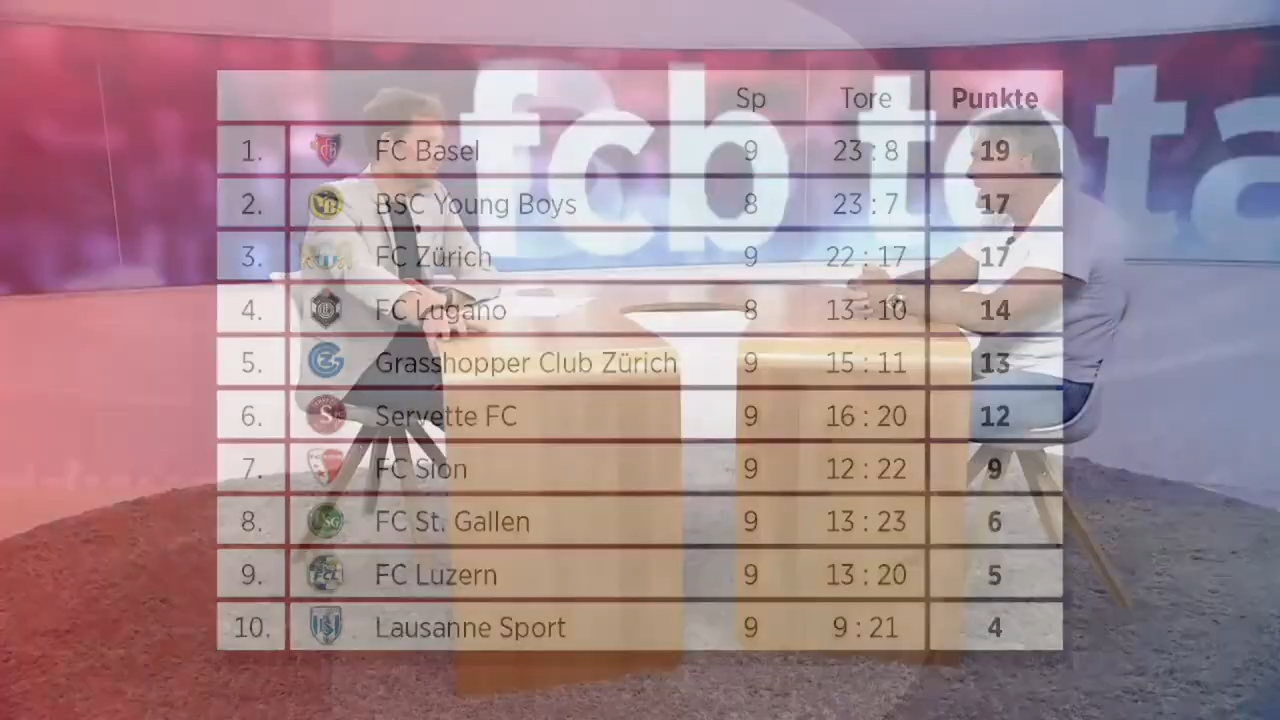 fcb tota
Sp Tore Punkte
1. FC Basel 9 23 : 8 19
2. BSC Young Boys 8 23 : 7 17
3. FC Zürich 9 22 : 17 17
4. FC Lugano 8 13 : 10 14
5. Grasshopper Club Zürich 9 15 : 11 13
6. Servette FC 9 16 : 20 12
7. FC Sion 9 12 : 22 9
8. FC St. Gallen 9 13 : 23 6
9. FC Luzern 9 13 : 20 5
10. Lausanne Sport 9 9 : 21 4